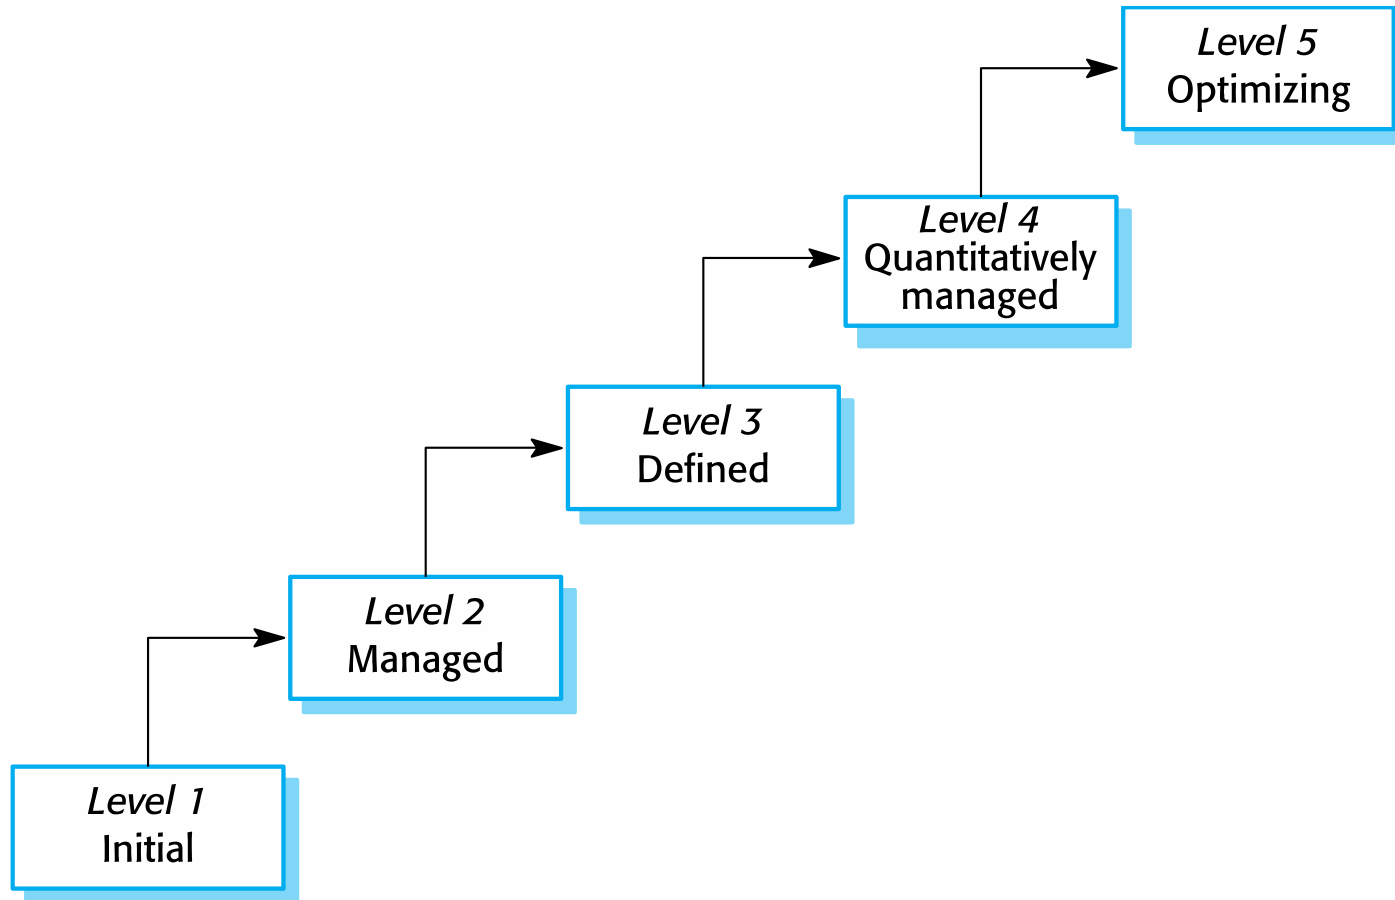 Level 5
Optimizing
Level 4
Quantitatively
managed
Level 3
Defined
Level 2
Managed
Level 1
Initial